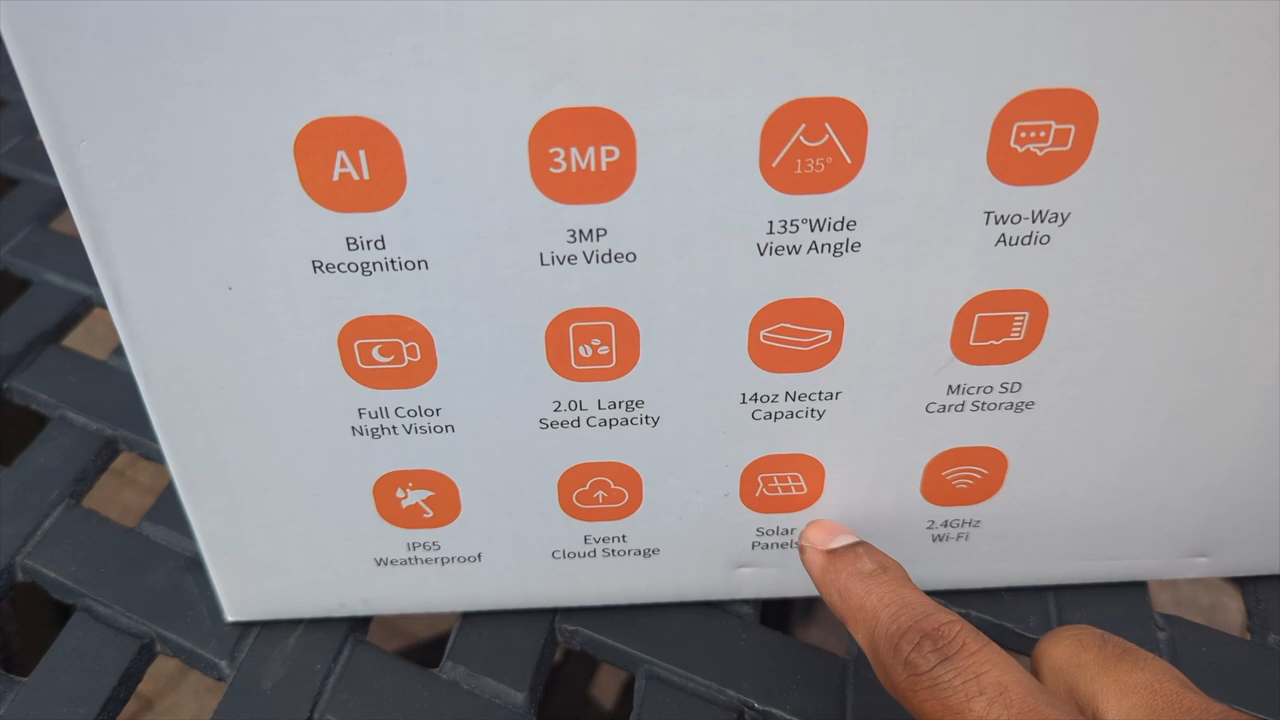 AI
Bird
Recognition
3MP
3MP
Live Video
135°
135°Wide
View Angle
Two-Way
Audio
Full Color
Night Vision
2.0L Large
Seed Capacity
14oz Nectar
Capacity
Micro SD
Card Storage
IP65
Weatherproof
Event
Cloud Storage
Solar
Panels
2.4GHz
Wi-Fi